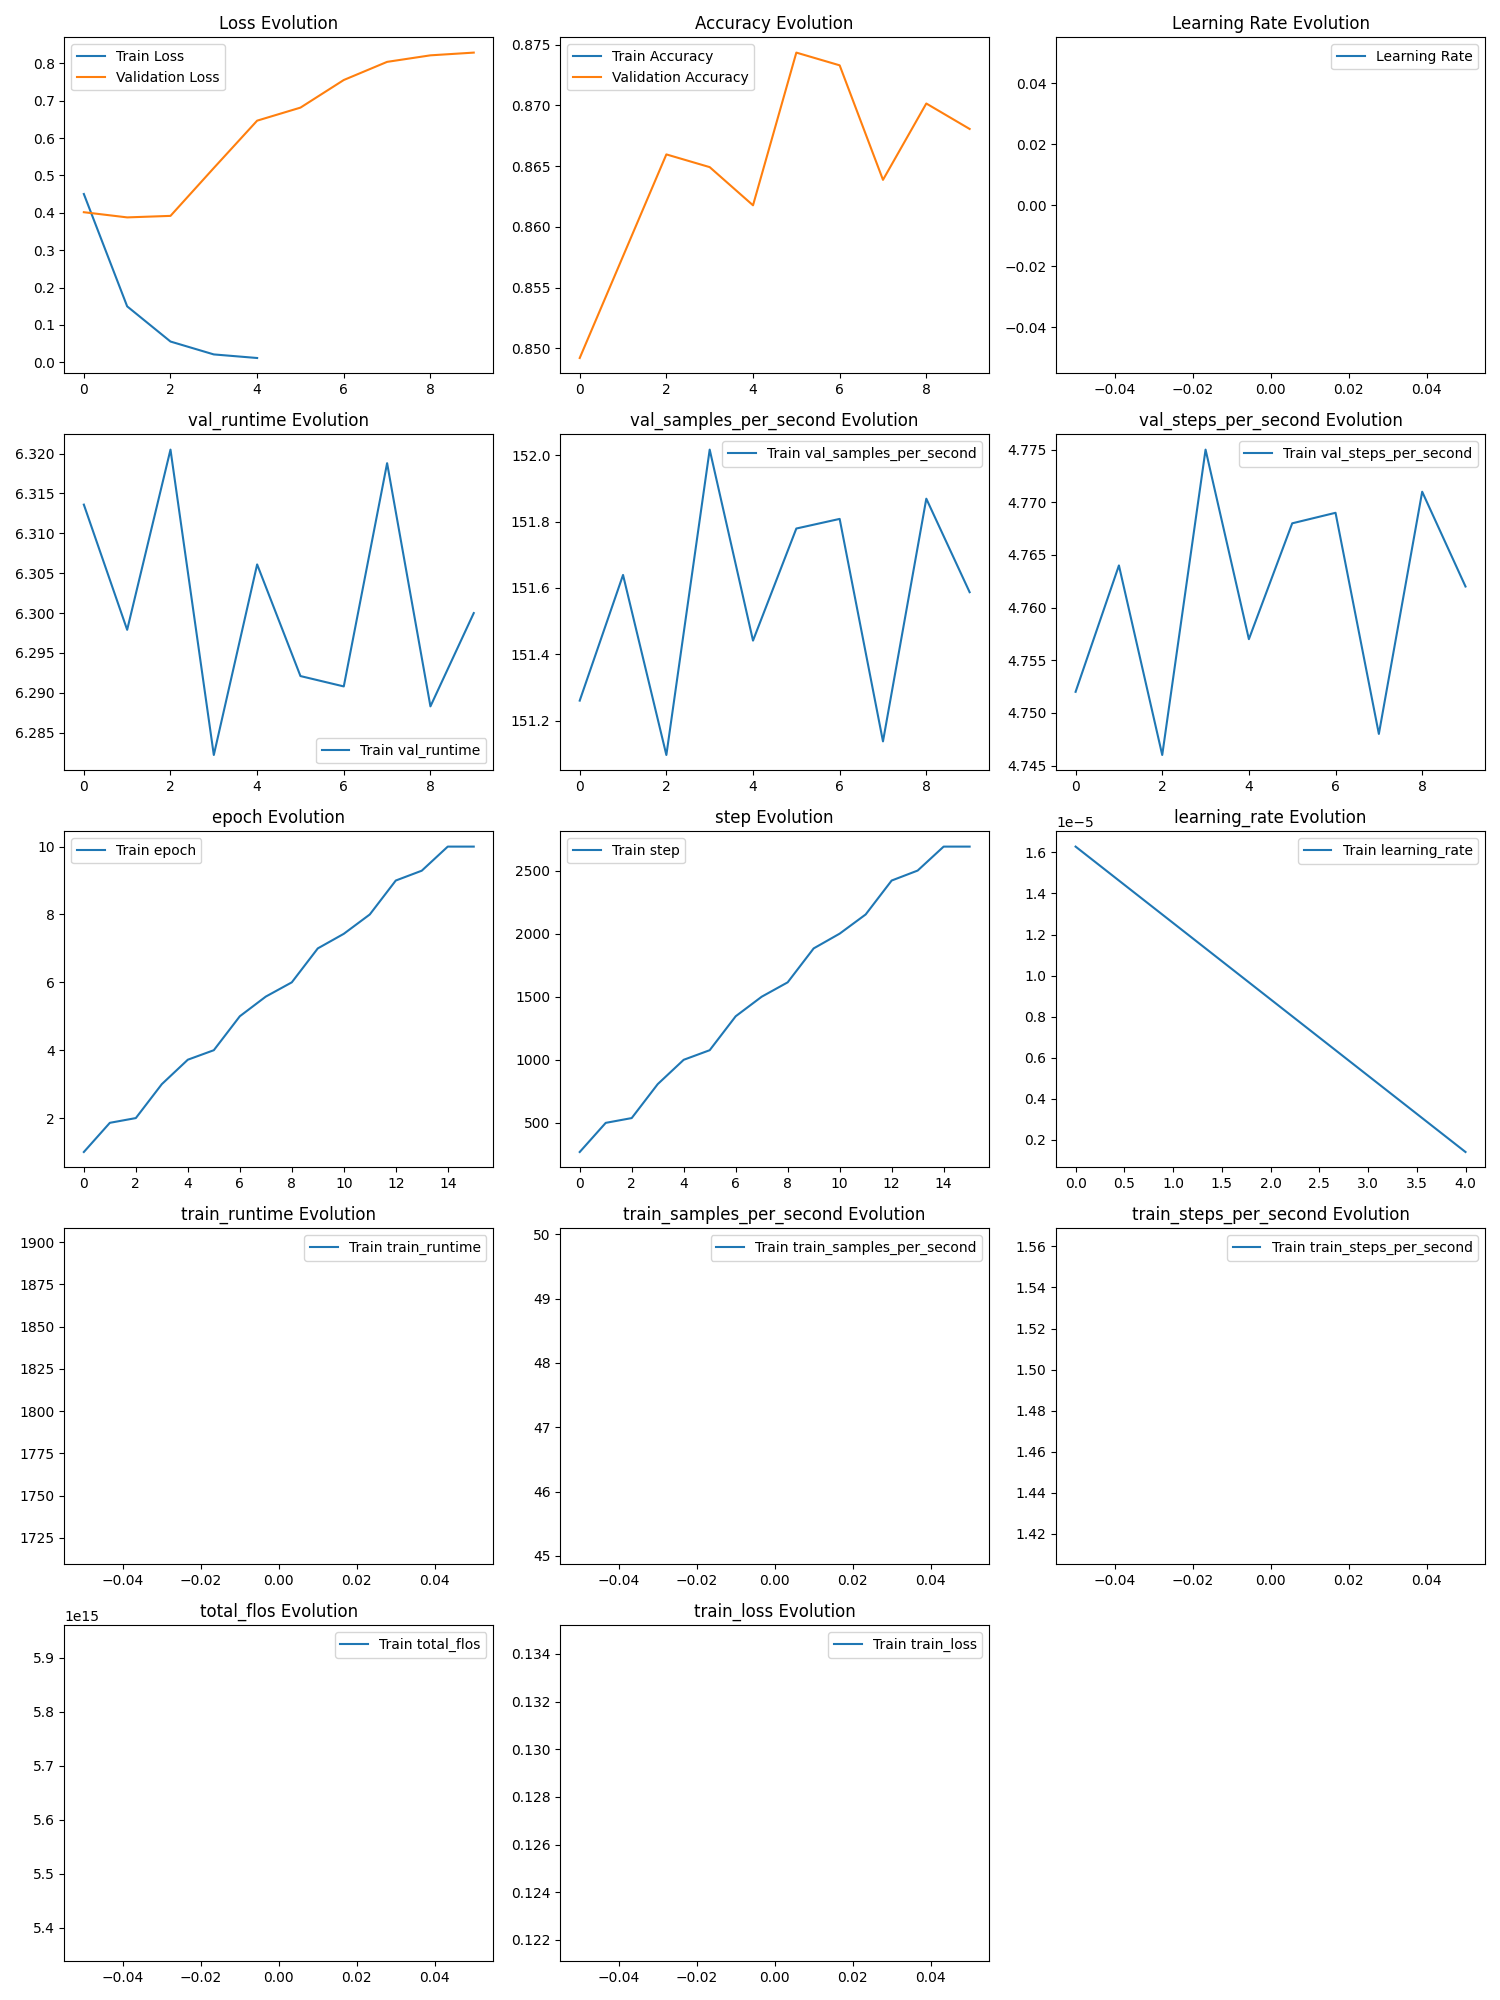 Loss Evolution
Train Loss
Validation Loss
0.8
0.7
0.6
0.5
0.4
0.3
0.2
0.1
0.0
0 2 4 6 8
Accuracy Evolution
Train Accuracy
Validation Accuracy
0.875
0.870
0.865
0.860
0.855
0.850
0 2 4 6 8
Learning Rate Evolution
Learning Rate
0.04
0.02
0.00
−0.02
−0.04
−0.04 −0.02 0.00 0.02 0.04
val_runtime Evolution
6.320
6.315
6.310
6.305
6.300
6.295
6.290
6.285
Train val_runtime
0 2 4 6 8
val_samples_per_second Evolution
Train val_samples_per_second
152.0
151.8
151.6
151.4
151.2
0 2 4 6 8
val_steps_per_second Evolution
Train val_steps_per_second
4.775
4.770
4.765
4.760
4.755
4.750
4.745
0 2 4 6 8
epoch Evolution
Train epoch
10
8
6
4
2
0 2 4 6 8 10 12 14
step Evolution
Train step
2500
2000
1500
1000
500
0 2 4 6 8 10 12 14
learning_rate Evolution
1e−5
Train learning_rate
1.6
1.4
1.2
1.0
0.8
0.6
0.4
0.2
0.0 0.5 1.0 1.5 2.0 2.5 3.0 3.5 4.0
train_runtime Evolution
Train train_runtime
1900
1875
1850
1825
1800
1775
1750
1725
−0.04 −0.02 0.00 0.02 0.04
train_samples_per_second Evolution
Train train_samples_per_second
50
49
48
47
46
45
−0.04 −0.02 0.00 0.02 0.04
train_steps_per_second Evolution
Train train_steps_per_second
1.56
1.54
1.52
1.50
1.48
1.46
1.44
1.42
−0.04 −0.02 0.00 0.02 0.04
total_flos Evolution
1e15
Train total_flos
5.9
5.8
5.7
5.6
5.5
5.4
−0.04 −0.02 0.00 0.02 0.04
train_loss Evolution
Train train_loss
0.134
0.132
0.130
0.128
0.126
0.124
0.122
−0.04 −0.02 0.00 0.02 0.04